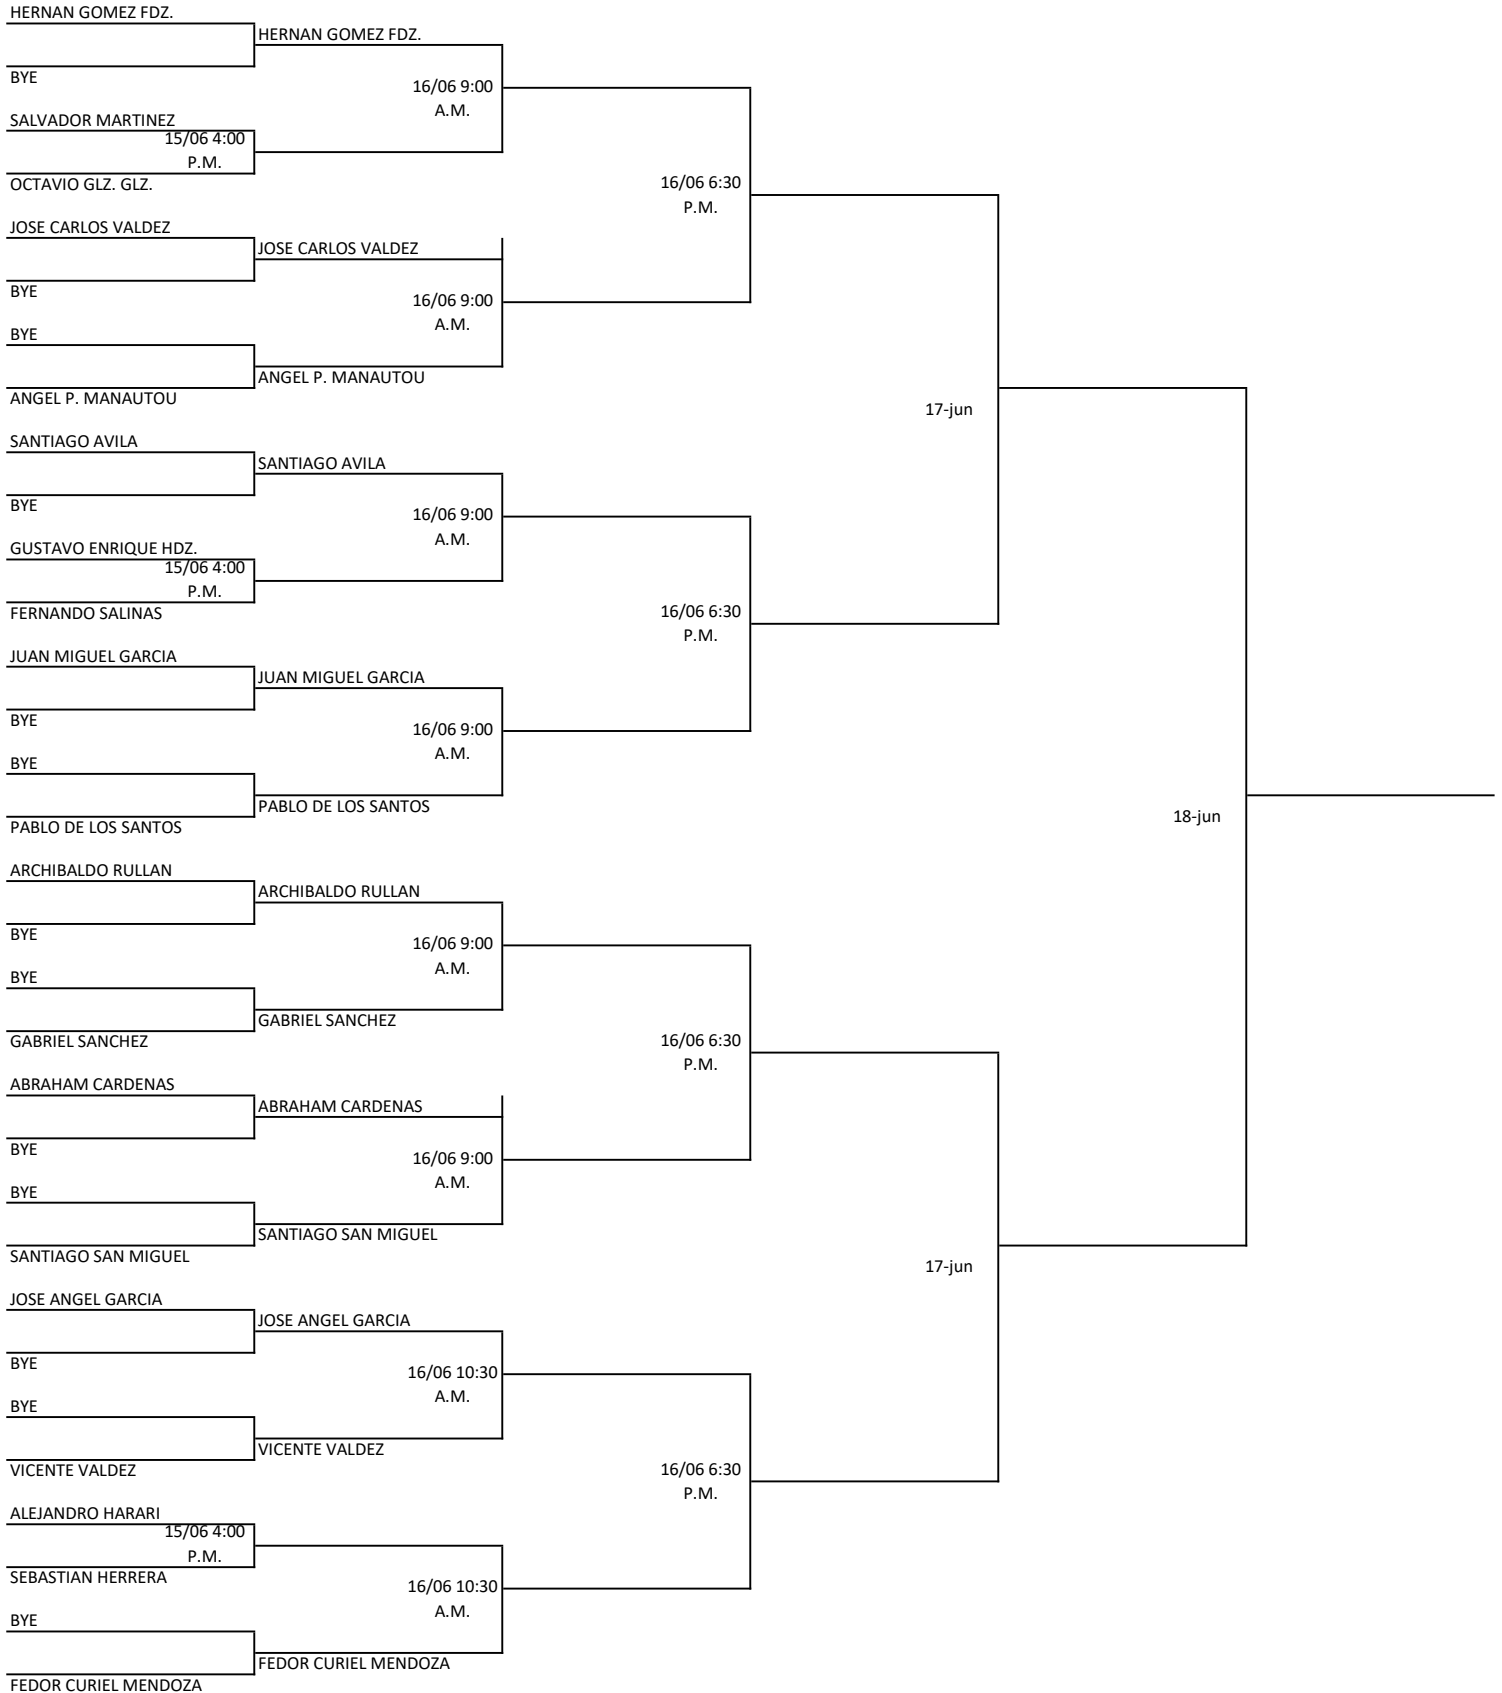 HERNAN GOMEZ FDZ.
HERNAN GOMEZ FDZ.
BYE
16/06 9:00
A.M.
SALVADOR MARTINEZ
15/06 4:00
P.M.
OCTAVIO GLZ. GLZ.
16/06 6:30
P.M.
JOSE CARLOS VALDEZ
JOSE CARLOS VALDEZ
BYE
16/06 9:00
A.M.
BYE
ANGEL P. MANAUTOU
ANGEL P. MANAUTOU
17-jun
SANTIAGO AVILA
SANTIAGO AVILA
BYE
16/06 9:00
A.M.
GUSTAVO ENRIQUE HDZ.
15/06 4:00
P.M.
FERNANDO SALINAS
16/06 6:30
P.M.
JUAN MIGUEL GARCIA
JUAN MIGUEL GARCIA
BYE
16/06 9:00
A.M.
BYE
PABLO DE LOS SANTOS
PABLO DE LOS SANTOS
18-jun
ARCHIBALDO RULLAN
ARCHIBALDO RULLAN
BYE
16/06 9:00
A.M.
BYE
GABRIEL SANCHEZ
GABRIEL SANCHEZ
16/06 6:30
P.M.
ABRAHAM CARDENAS
ABRAHAM CARDENAS
BYE
16/06 9:00
A.M.
BYE
SANTIAGO SAN MIGUEL
SANTIAGO SAN MIGUEL
17-jun
JOSE ANGEL GARCIA
JOSE ANGEL GARCIA
BYE
16/06 10:30
A.M.
BYE
VICENTE VALDEZ
VICENTE VALDEZ
16/06 6:30
P.M.
ALEJANDRO HARARI
15/06 4:00
P.M.
SEBASTIAN HERRERA
16/06 10:30
A.M.
BYE
FEDOR CURIEL MENDOZA
FEDOR CURIEL MENDOZA